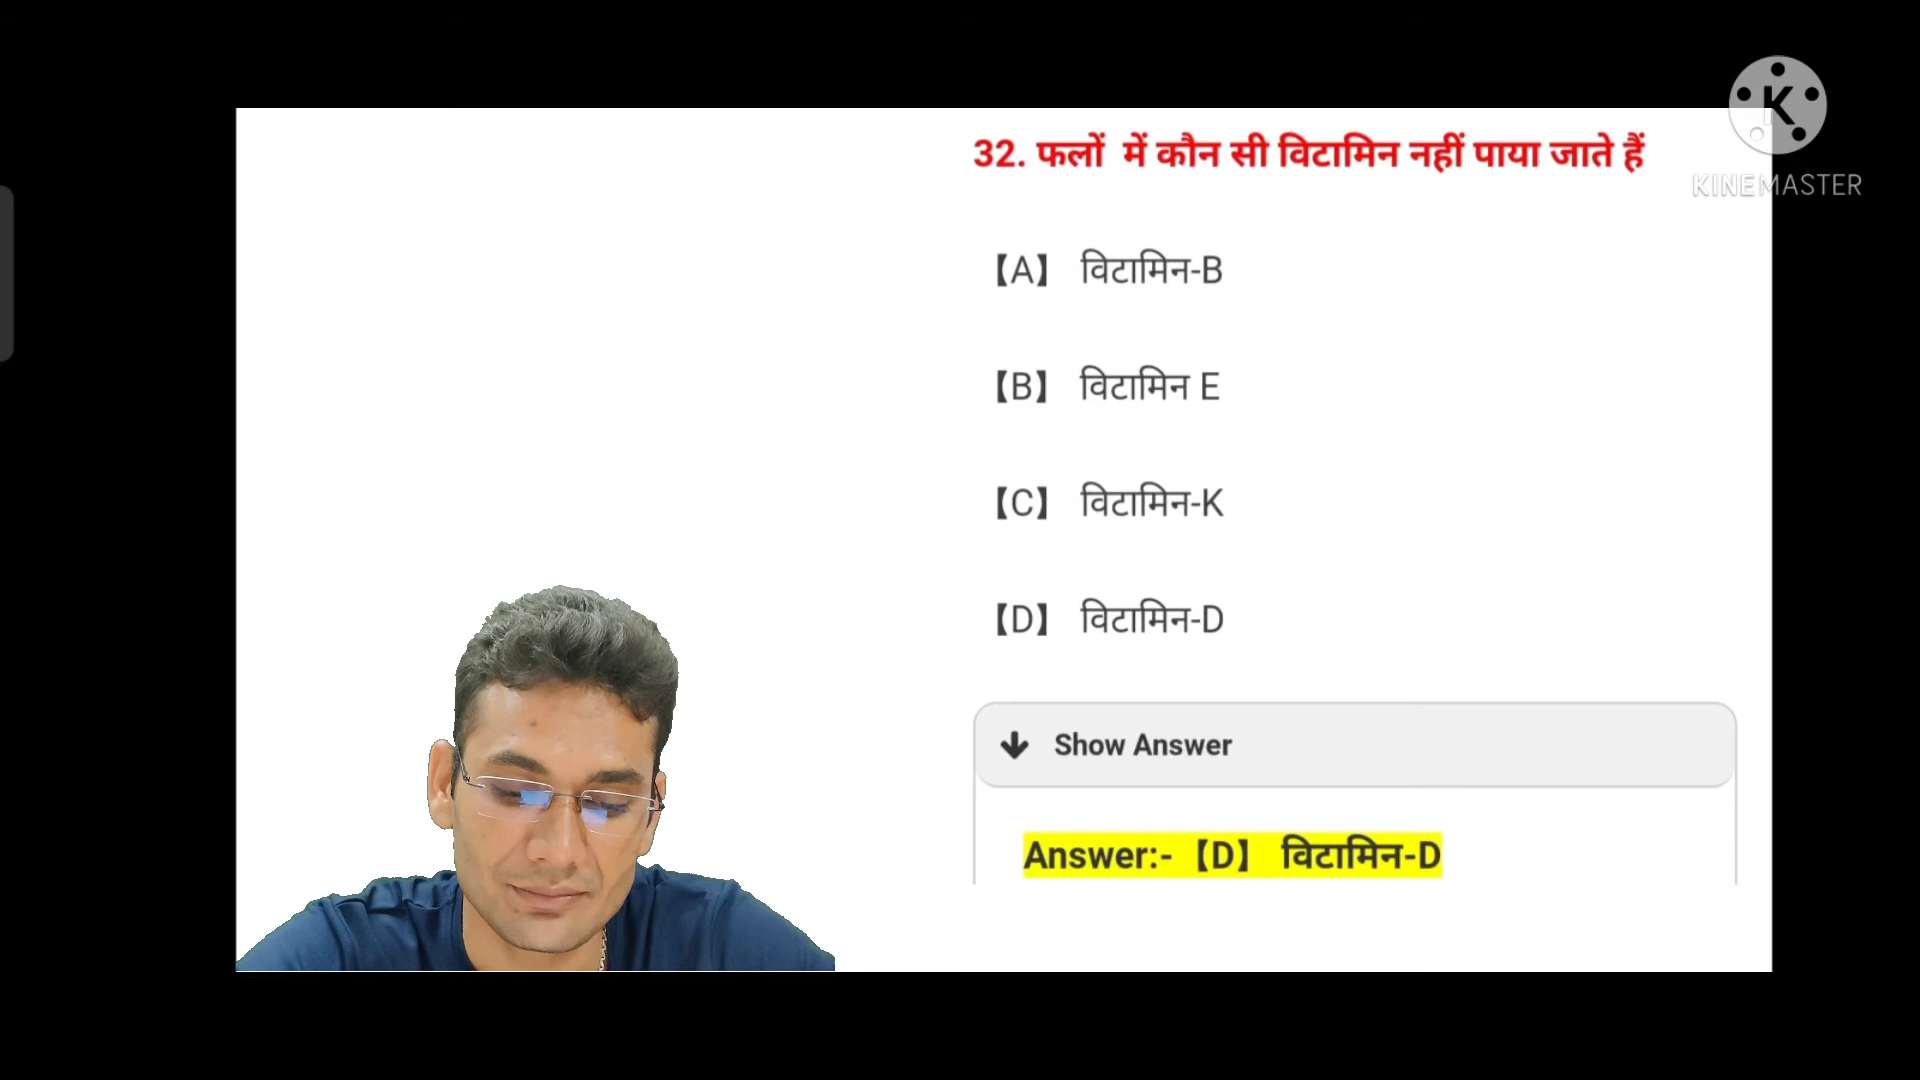 32. फलों में कौन सी विटामिन नहीं पाया जाते हैं
KINEMASTER
【A】 विटामिन-B
【B】 विटामिन E
【C】 विटामिन-K
【D】 विटामिन-D
Show Answer
Answer:- 【D】 विटामिन-D